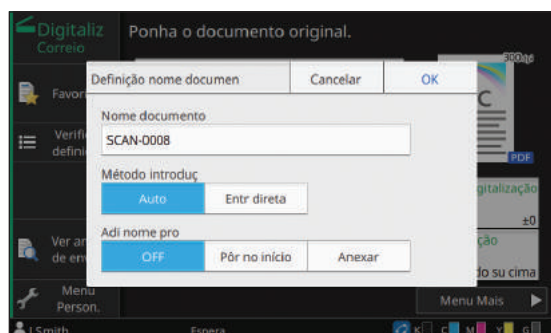 Digitaliz
Correio
Ponha o documento original.
300dpi
Definição nome documen
Cancelar
OK
Favor
Nome documento
SCAN-0008
Verifi
defini
Método introduç
Auto
Entr direta
PDF
gitalização
±0
Adi nome pro
OFF
Pôr no início
Anexar
Ver ar
de en
ção
do su cima
Menu
Person.
Menu Mais
J.Smith
Espera
K C M Y G